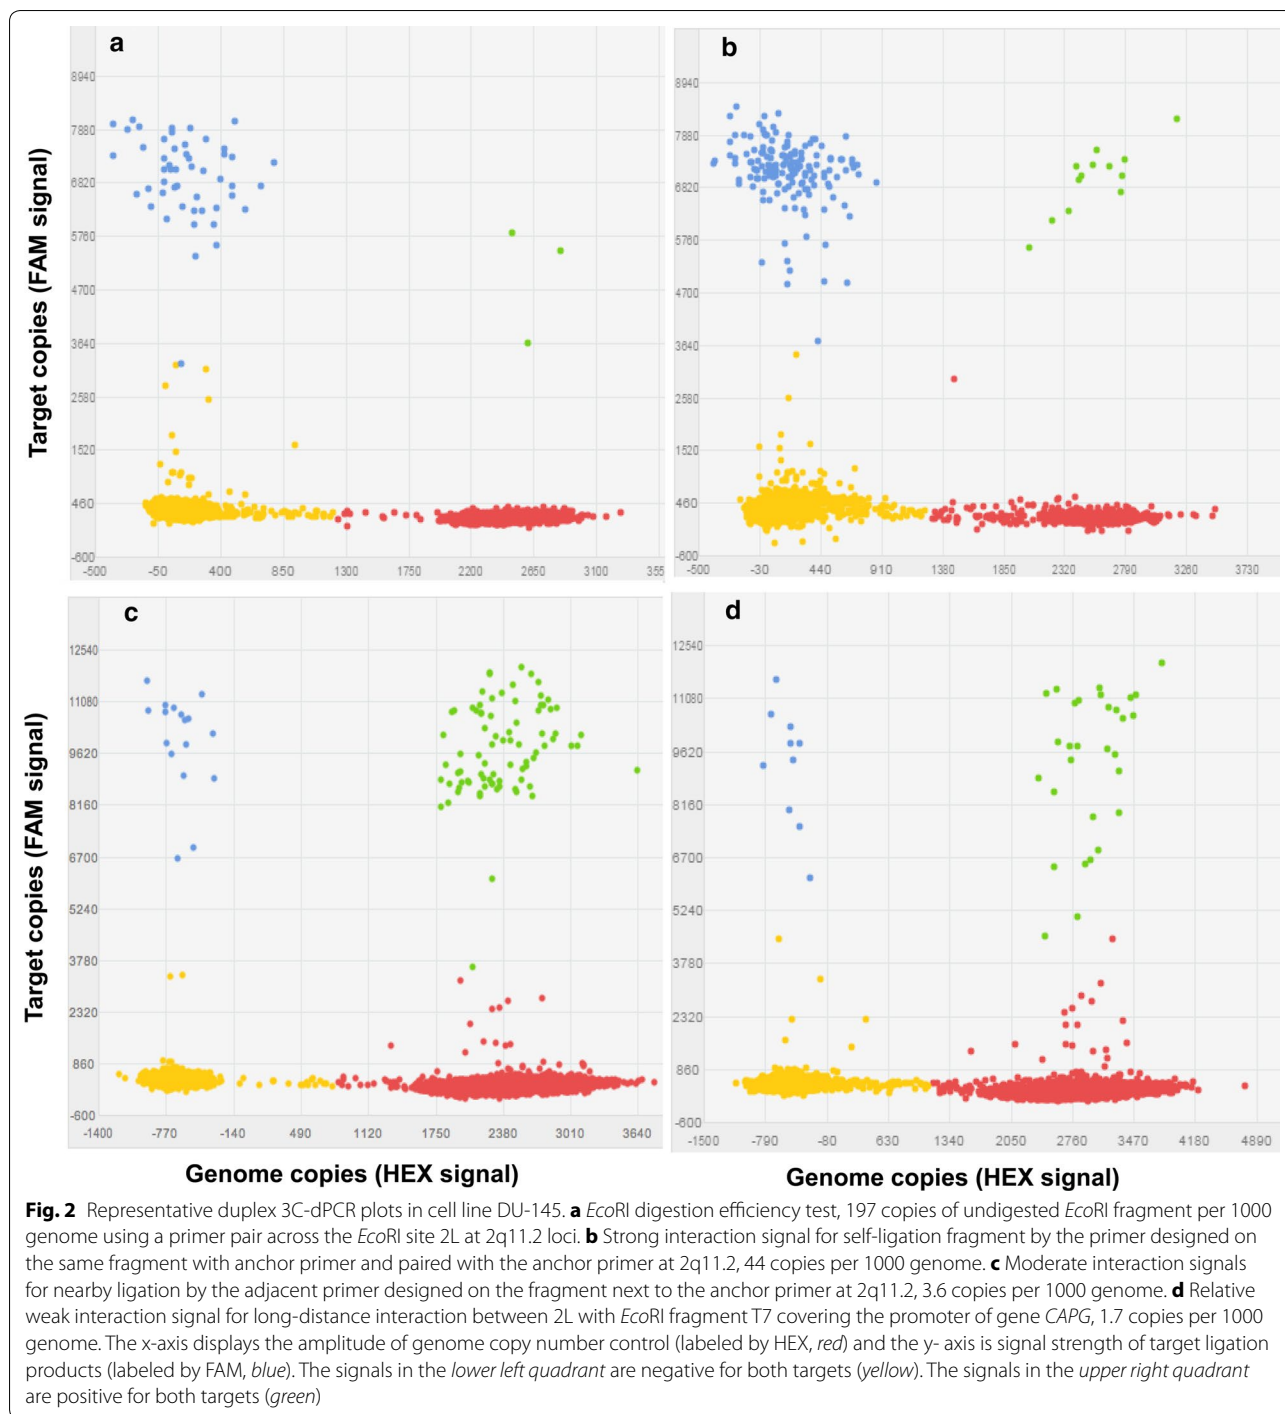 a
8940
7880
6820
5760
4700
3640
2580
1520
460
-600
-500 -50 400 850 1300 1750 2200 2650 3100 355
Target copies (FAM signal)
b
8940
7880
6820
5760
4700
3640
2580
1520
460
-600
-500 -30 440 910 1380 1850 2320 2790 3260 3730
c
12540
11080
9620
8160
6700
5240
3780
2320
860
-600
-1400 -770 -140 490 1120 1750 2380 3010 3640
Target copies (FAM signal)
Genome copies (HEX signal)
d
12540
11080
9620
8160
6700
5240
3780
2320
860
-600
-1500 -790 -80 630 1340 2050 2760 3470 4180 4890
Genome copies (HEX signal)
Fig. 2 Representative duplex 3C-dPCR plots in cell line DU-145. a EcoRI digestion efficiency test, 197 copies of undigested EcoRI fragment per 1000
genome using a primer pair across the EcoRI site 2L at 2q11.2 loci. b Strong interaction signal for self-ligation fragment by the primer designed on
the same fragment with anchor primer and paired with the anchor primer at 2q11.2, 44 copies per 1000 genome. c Moderate interaction signals
for nearby ligation by the adjacent primer designed on the fragment next to the anchor primer at 2q11.2, 3.6 copies per 1000 genome. d Relative
weak interaction signal for long-distance interaction between 2L with EcoRI fragment T7 covering the promoter of gene CAPG, 1.7 copies per 1000
genome. The x-axis displays the amplitude of genome copy number control (labeled by HEX, red) and the y- axis is signal strength of target ligation
products (labeled by FAM, blue). The signals in the lower left quadrant are negative for both targets (yellow). The signals in the upper right quadrant
are positive for both targets (green)